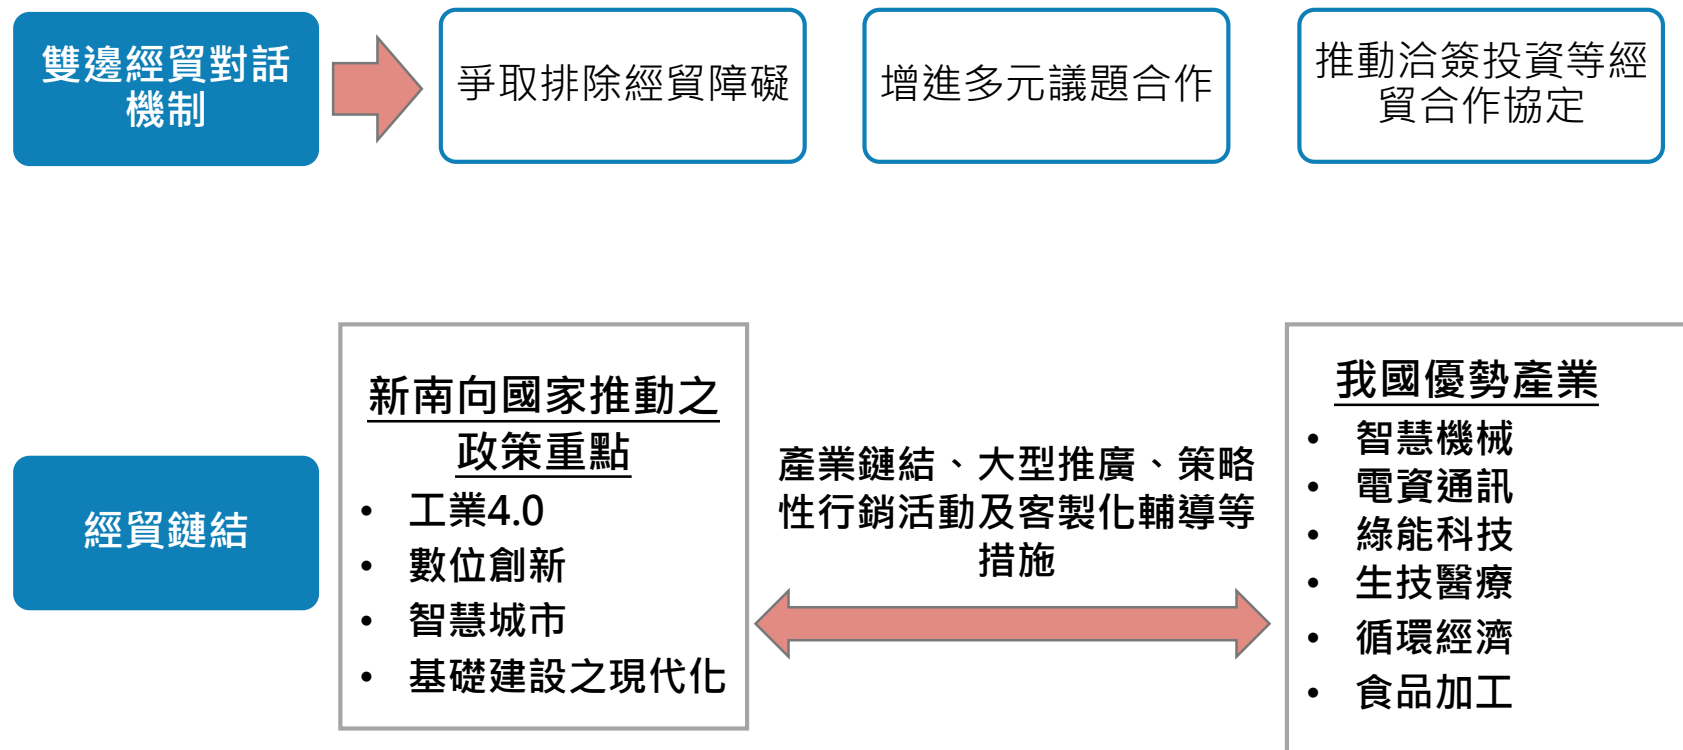 雙邊經貿對話
機制
爭取排除經貿障礙
增進多元議題合作
推動洽簽投資等經
貿合作協定
經貿鏈結
新南向國家推動之
政策重點
• 工業4.0
• 數位創新
• 智慧城市
• 基礎建設之現代化
產業鏈結、大型推廣、策略
性行銷活動及客製化輔導等
措施
我國優勢產業
• 智慧機械
• 電資通訊
• 綠能科技
• 生技醫療
• 循環經濟
• 食品加工